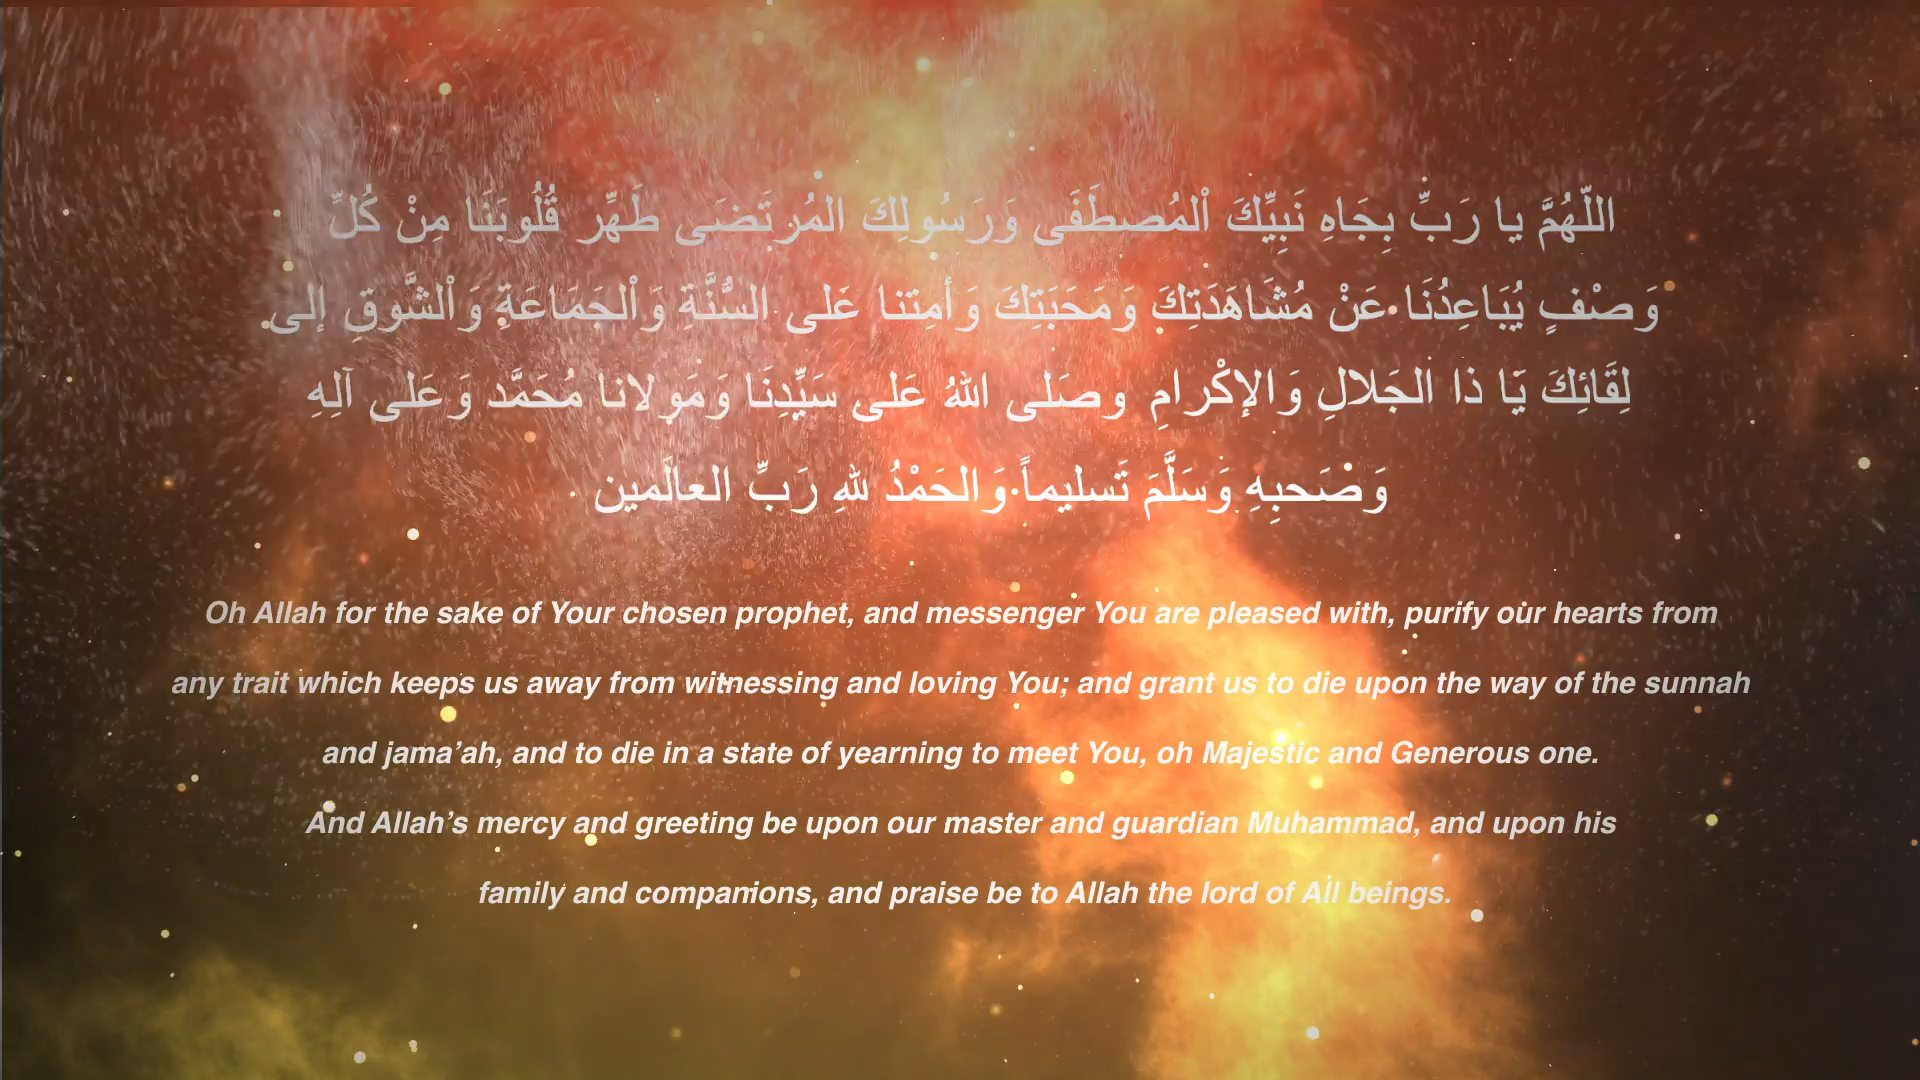 اللّهُمَّ يا رَبِّ بِجَاهِ نَبِيِّكَ اْلمُصطَفَى وَرَسُولِكَ المُرتَضَى طَهِّر قُلُوبَنَا مِنْ كُلِّ
وَصْفٍ يُبَاعِدُنَا عَنْ مُشَاهَدَتِكَ وَمَحَبَتِكَ وَأمِتنا عَلى السُّنَّةِ وَاْلجَمَاعَةِ وَاْلشَّوقِ إلى
لِقَائِكَ يَا ذا الجَلالِ وَالإكْرامِ وصَلى اللهُ عَلى سَيِّدِنَا وَمَولانا مُحَمَّد وَعَلى آلِهِ
وَصَحبِهِ وَسَلَّمَ تَسليماً وَالحَمْدُ للهِ رَبِّ العالَمين
Oh Allah for the sake of Your chosen prophet, and messenger You are pleased with, purify our hearts from
any trait which keeps us away from witnessing and loving You; and grant us to die upon the way of the sunnah
and jama’ah, and to die in a state of yearning to meet You, oh Majestic and Generous one.
And Allah’s mercy and greeting be upon our master and guardian Muhammad, and upon his
family and companions, and praise be to Allah the lord of All beings.